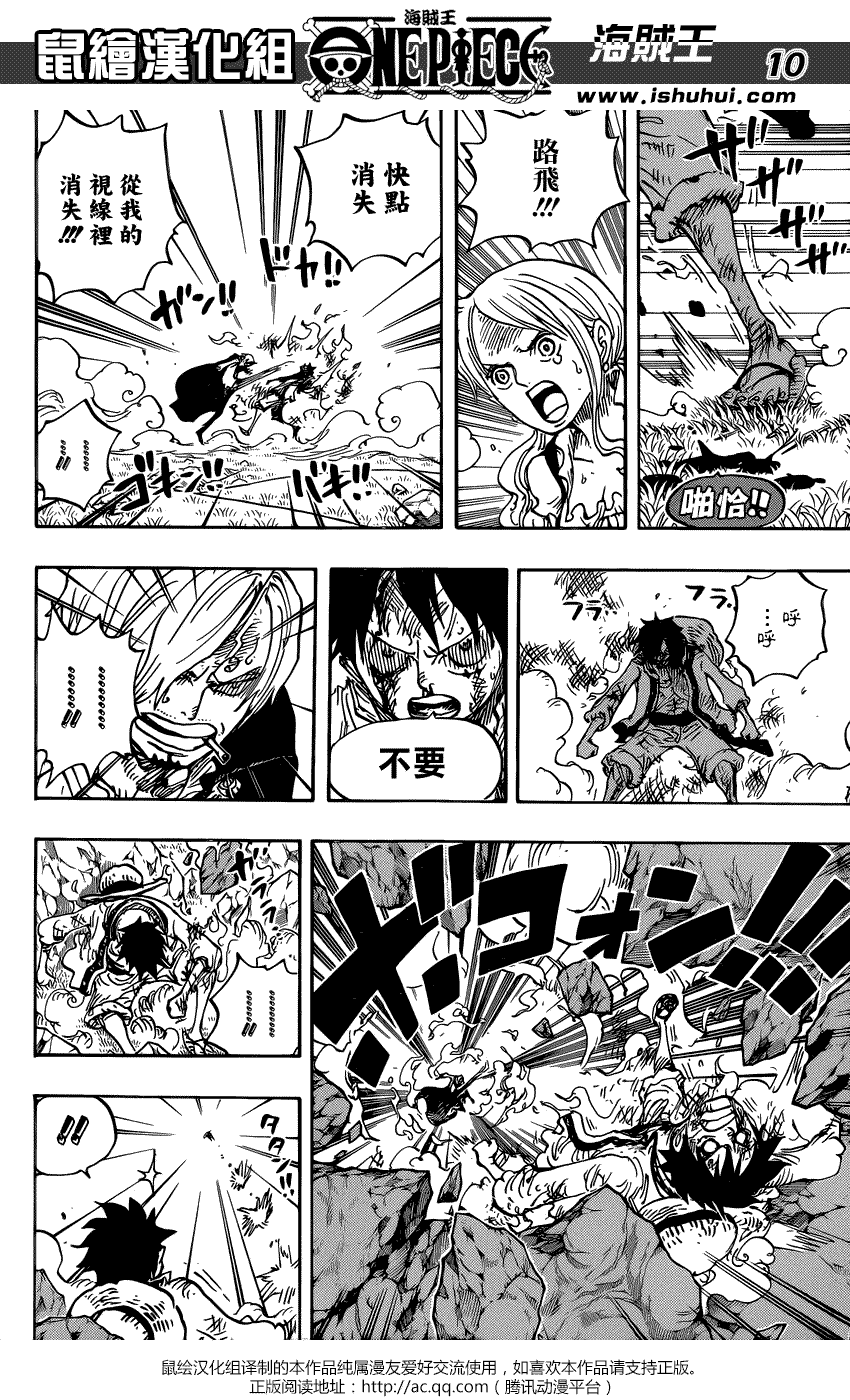 鼠繪漢化組
海賊王
ONE PIECE
海賊王
10
www.ishuhui.com
啪恰!!
路飛!!!
快點
消失
從我的
視線裡
消失!!!
ドカ!!
ガン!!
バキ!!
ゴキン!!
!!
呼
…呼
フラ
フラ…
不要
!!
ドコォン!!!
!!
タタン
!!
鼠绘汉化组译制的本作品纯属漫友爱好交流使用，如喜欢本作品请支持正版。
正版阅读地址：http://ac.qq.com（腾讯动漫平台）